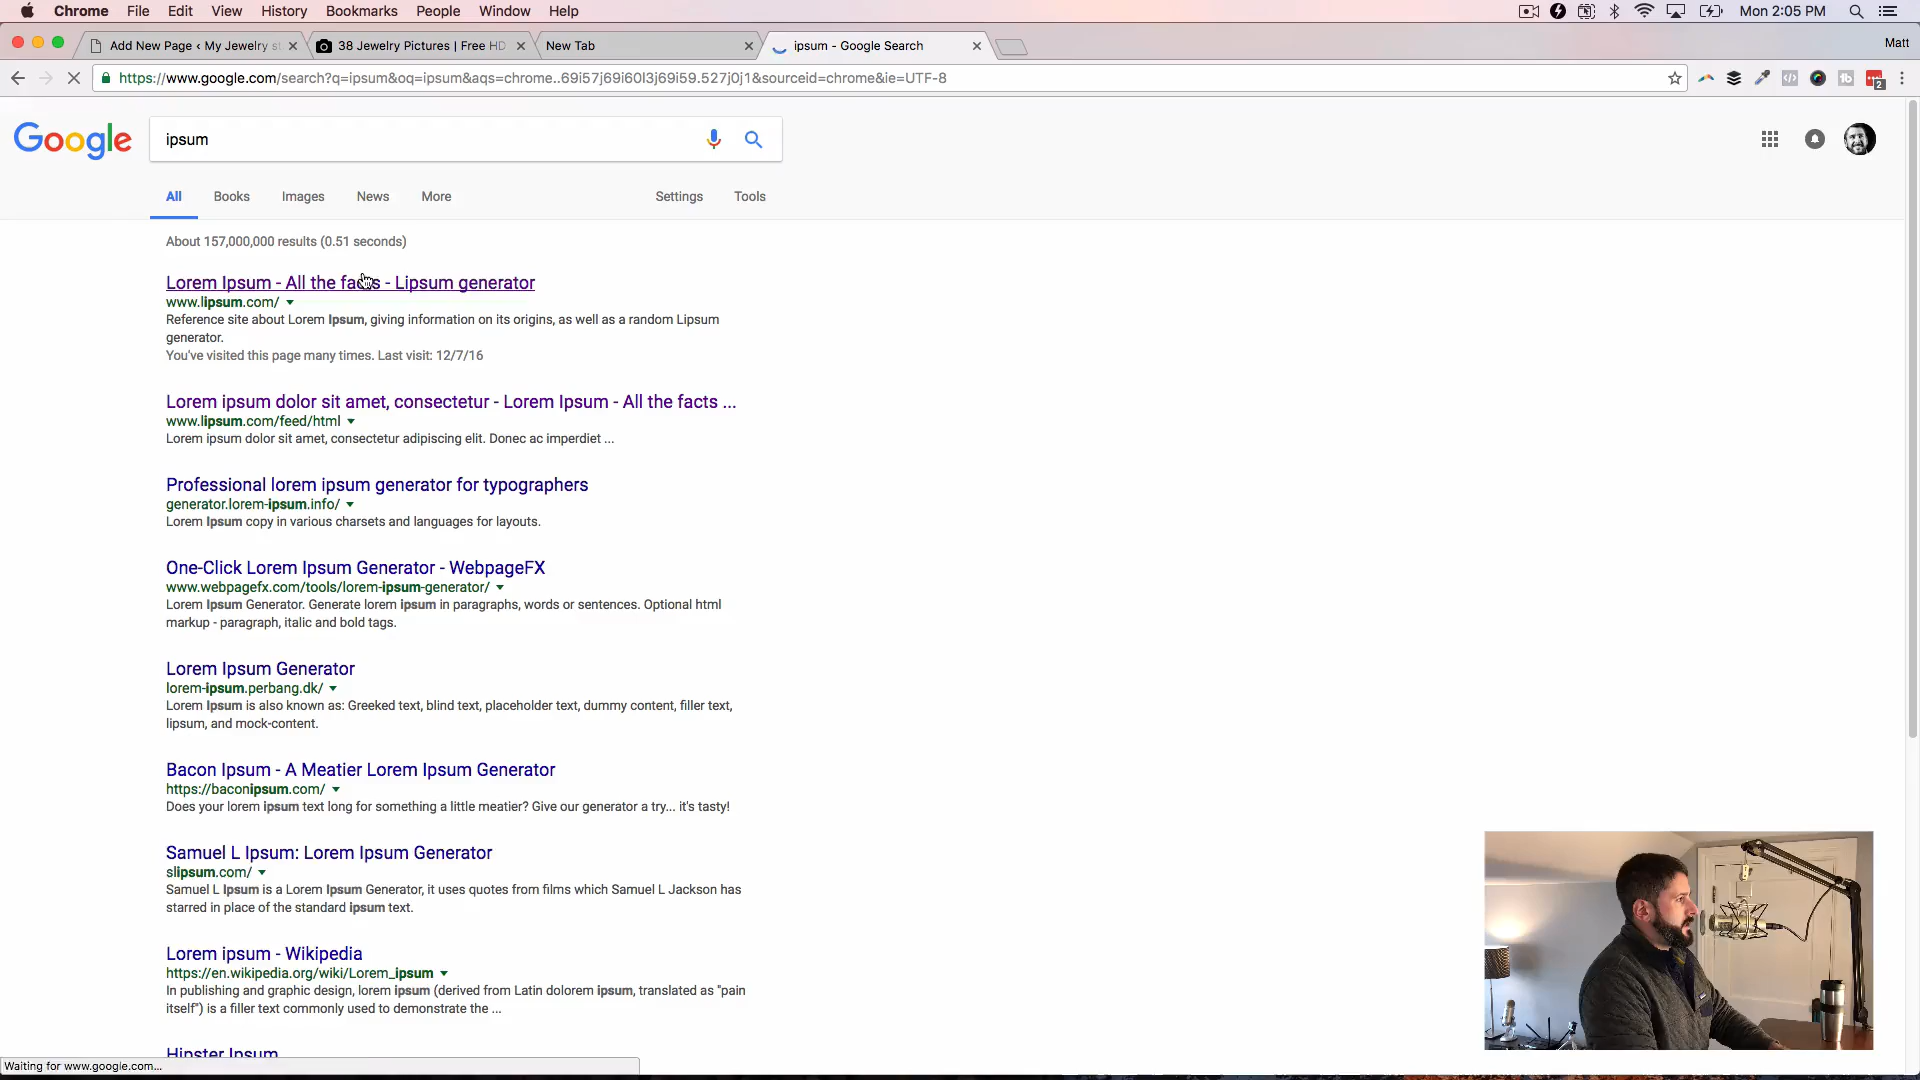 Chrome File Edit View History Bookmarks People Window Help Mon 2:05 PM
Add New Page ‹ My Jewelry s 38 Jewelry Pictures | Free HD New Tab ipsum - Google Search Matt
https://www.google.com/search?q=ipsum&oq=ipsum&aqs=chrome..69i57j69i60l3j69i59.527j0j1&sourceid=chrome&ie=UTF-8 2
Google ipsum
All Books Images News More Settings Tools
About 157,000,000 results (0.51 seconds)
Lorem Ipsum - All the facts - Lipsum generator
www.lipsum.com/
Reference site about Lorem Ipsum, giving information on its origins, as well as a random Lipsum
generator.
You've visited this page many times. Last visit: 12/7/16
Lorem ipsum dolor sit amet, consectetur - Lorem Ipsum - All the facts ...
www.lipsum.com/feed/html
Lorem ipsum dolor sit amet, consectetur adipiscing elit. Donec ac imperdiet ...
Professional lorem ipsum generator for typographers
generator.lorem-ipsum.info/
Lorem Ipsum copy in various charsets and languages for layouts.
One-Click Lorem Ipsum Generator - WebpageFX
www.webpagefx.com/tools/lorem-ipsum-generator/
Lorem Ipsum Generator. Generate lorem ipsum in paragraphs, words or sentences. Optional html
markup - paragraph, italic and bold tags.
Lorem Ipsum Generator
lorem-ipsum.perbang.dk/
Lorem Ipsum is also known as: Greeked text, blind text, placeholder text, dummy content, filler text,
lipsum, and mock-content.
Bacon Ipsum - A Meatier Lorem Ipsum Generator
https://baconipsum.com/
Does your lorem ipsum text long for something a little meatier? Give our generator a try... it's tasty!
Samuel L Ipsum: Lorem Ipsum Generator
slipsum.com/
Samuel L Ipsum is a Lorem Ipsum Generator, it uses quotes from films which Samuel L Jackson has
starred in place of the standard ipsum text.
Lorem ipsum - Wikipedia
https://en.wikipedia.org/wiki/Lorem_ipsum
In publishing and graphic design, lorem ipsum (derived from Latin dolorem ipsum, translated as "pain
itself") is a filler text commonly used to demonstrate the ...
Hipster Ipsum
Waiting for www.google.com...